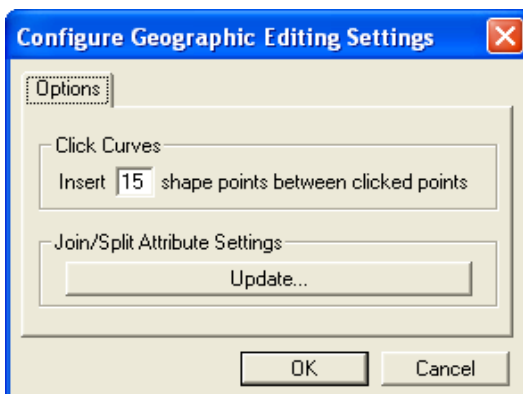 Configure Geographic Editing Settings
Options
Click Curves
Insert 15 shape points between clicked points
Join/Split Attribute Settings
Update...
OK Cancel